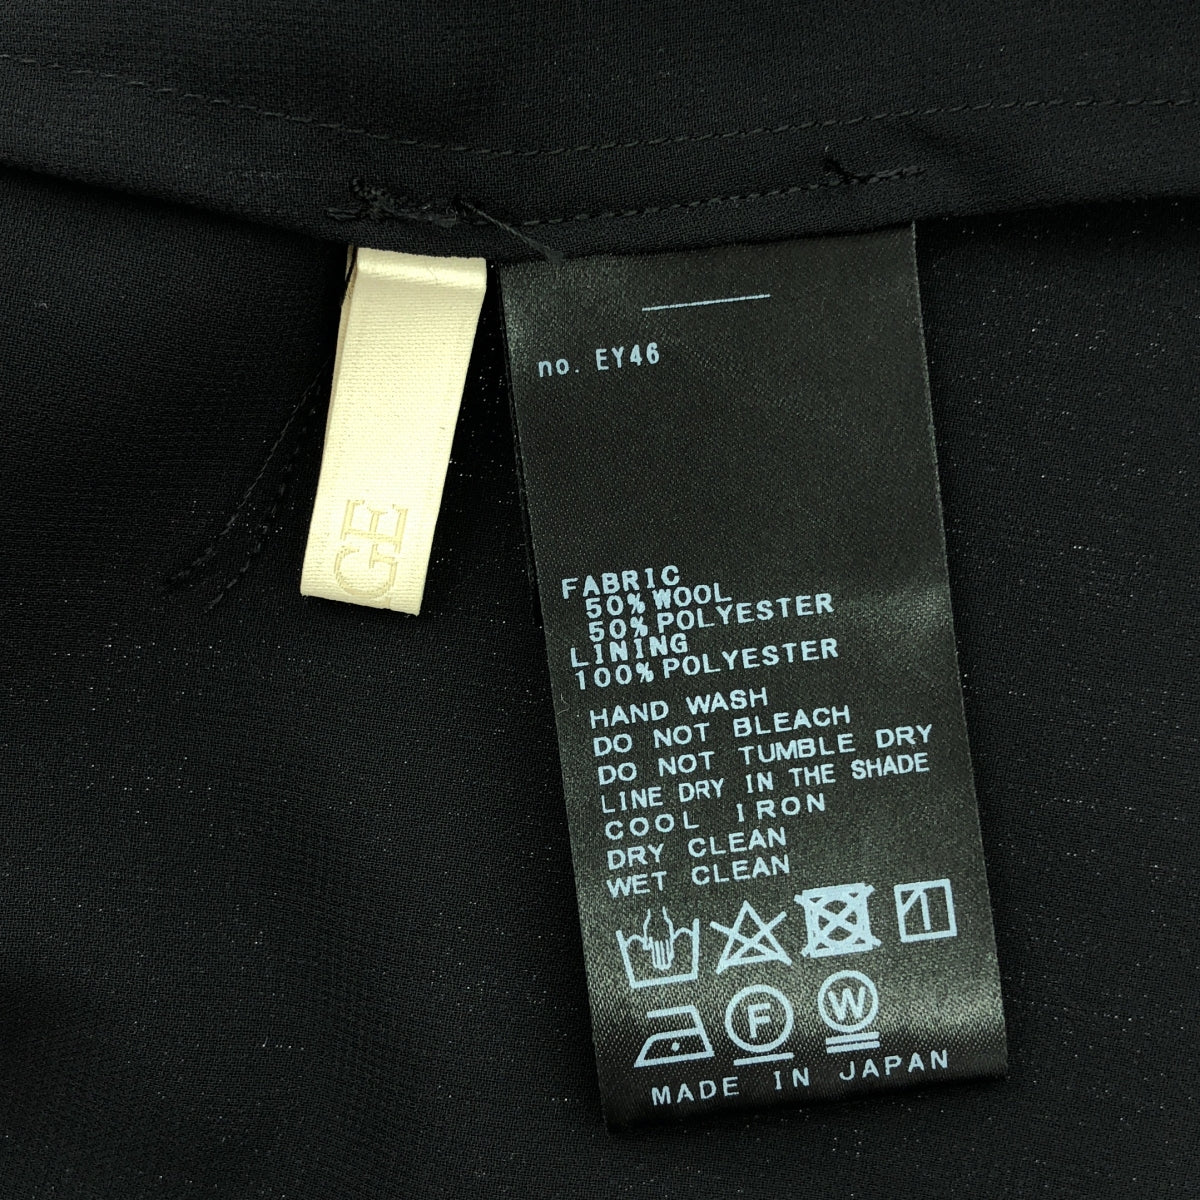 no. EY46
FABRIC
50% WOOL
50% POLYESTER
LINING
100% POLYESTER
HAND WASH
DO NOT BLEACH
DO NOT TUMBLE DRY
LINE DRY IN THE SHADE
COOL IRON
DRY CLEAN
WET CLEAN
F
W
MADE IN JAPAN
GE